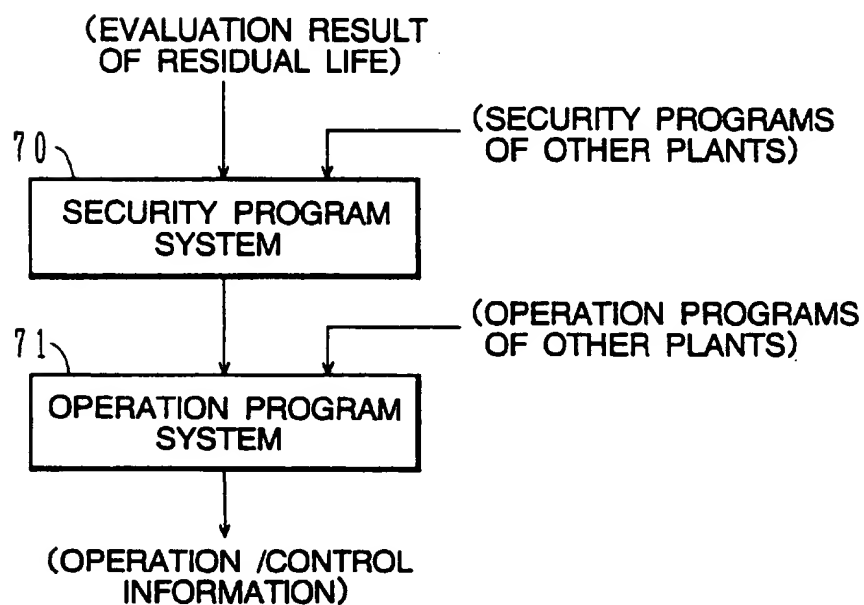 (EVALUATION RESULT
OF RESIDUAL LIFE)
(SECURITY PROGRAMS
OF OTHER PLANTS)
70
SECURITY PROGRAM
SYSTEM
(OPERATION PROGRAMS
OF OTHER PLANTS)
71
OPERATION PROGRAM
SYSTEM
(OPERATION /CONTROL
INFORMATION)